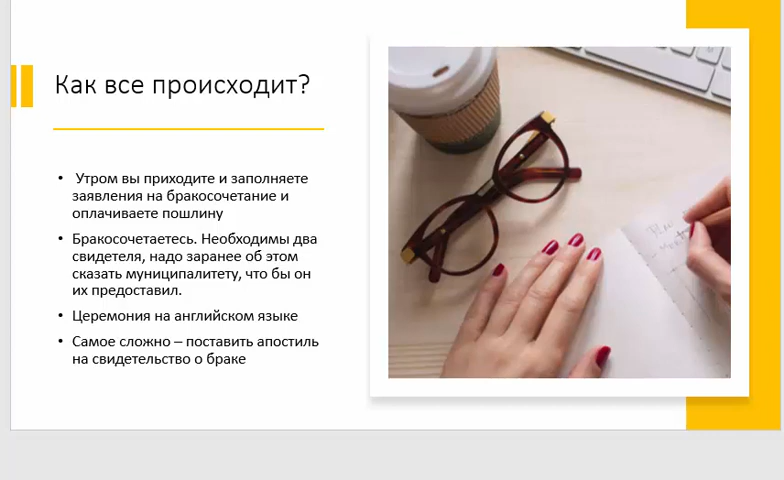 Как все происходит?
• Утром вы приходите и заполняете
заявления на бракосочетание и
оплачиваете пошлину
• Бракосочетаетесь. Необходимы два
свидетеля, надо заранее об этом
сказать муниципалитету, что бы он
их предоставил.
• Церемония на английском языке
• Самое сложно – поставить апостиль
на свидетельство о браке